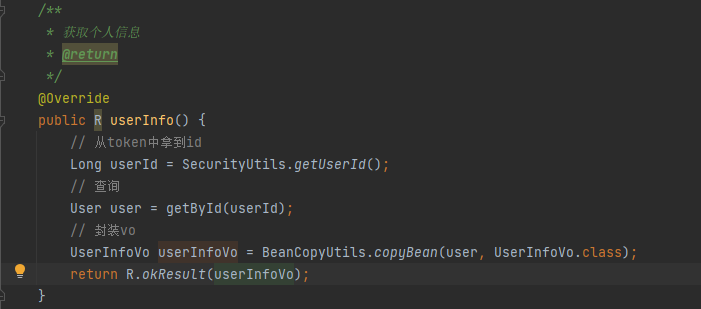 /**
 * 获取个人信息
 * @return
 */
@Override
public R userInfo() {
    // 从token中拿到id
    Long userId = SecurityUtils.getUserId();
    // 查询
    User user = getById(userId);
    // 封装vo
    UserInfoVo userInfoVo = BeanCopyUtils.copyBean(user, UserInfoVo.class);
    return R.okResult(userInfoVo);
}